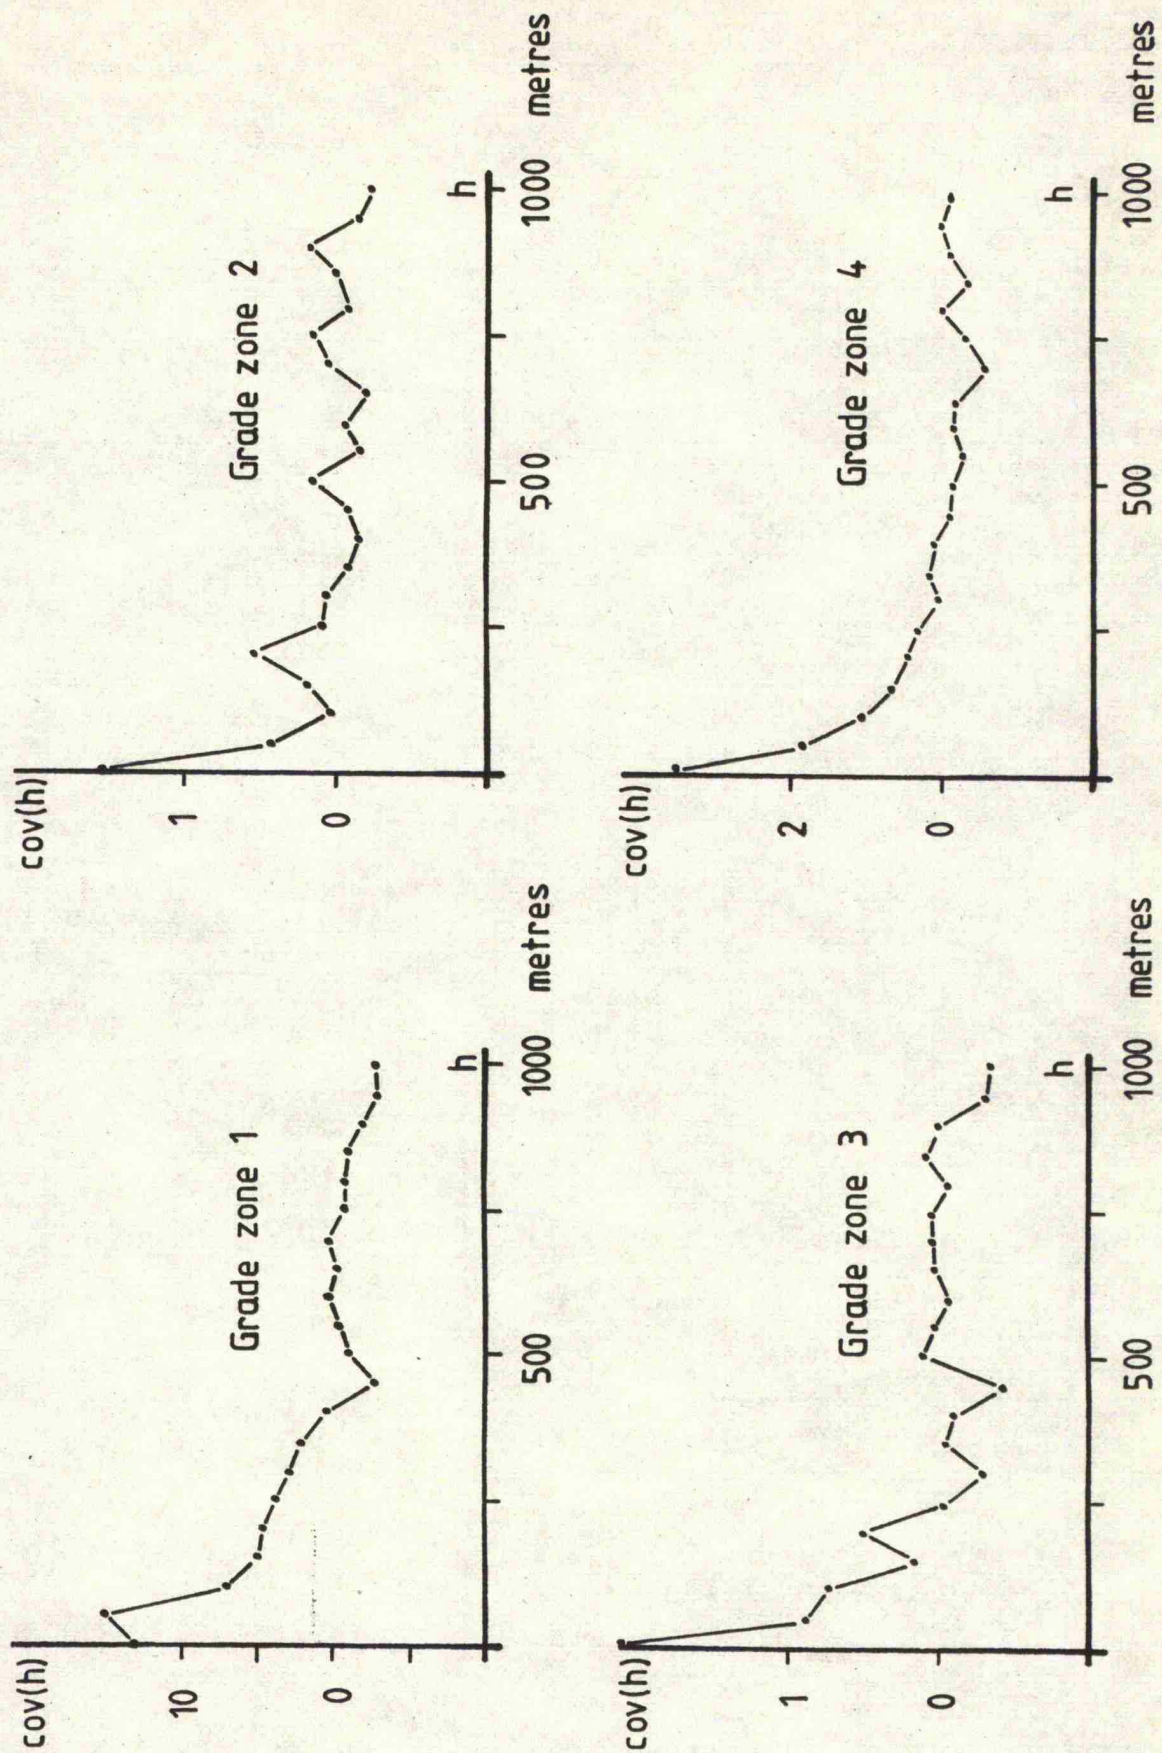 cov(h)
10
0
Grade zone 1
500
1000
h
metres
cov(h)
1
0
Grade zone 2
500
1000
h
metres
cov(h)
1
0
Grade zone 3
500
1000
h
metres
cov(h)
2
0
Grade zone 4
500
1000
h
metres